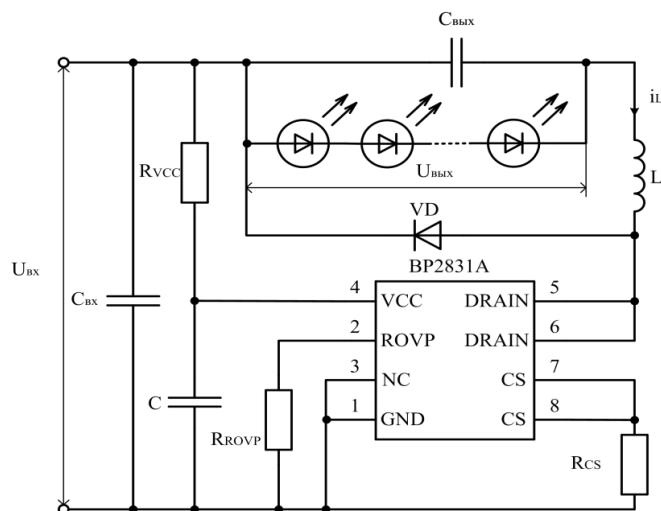 Cвых
iL
RVCC
Uвых
L
VD
BP2831A
Uвх
Cвх
4 VCC DRAIN 5
2 ROVP DRAIN 6
3 NC CS 7
1 GND CS 8
C
RROVP
RCS